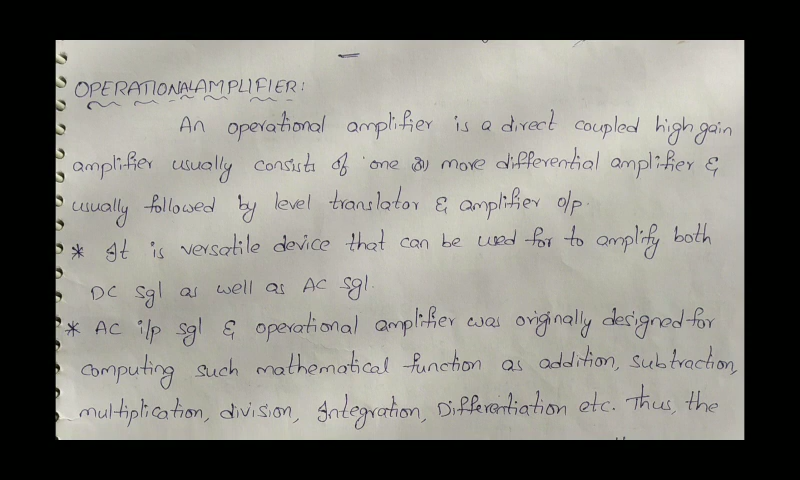 OPERATIONAL AMPLIFIER:
An operational amplifier is a direct coupled high gain
amplifier usually consists of one (or) more differential amplifier &
usually followed by level translator & amplifier o/p.
* It is versatile device that can be used for to amplify both
DC sgl as well as AC sgl.
* AC i/p sgl & operational amplifier was originally designed for
computing such mathematical function as addition, subtraction,
multiplication, division, Integration, Differentiation etc. Thus, the